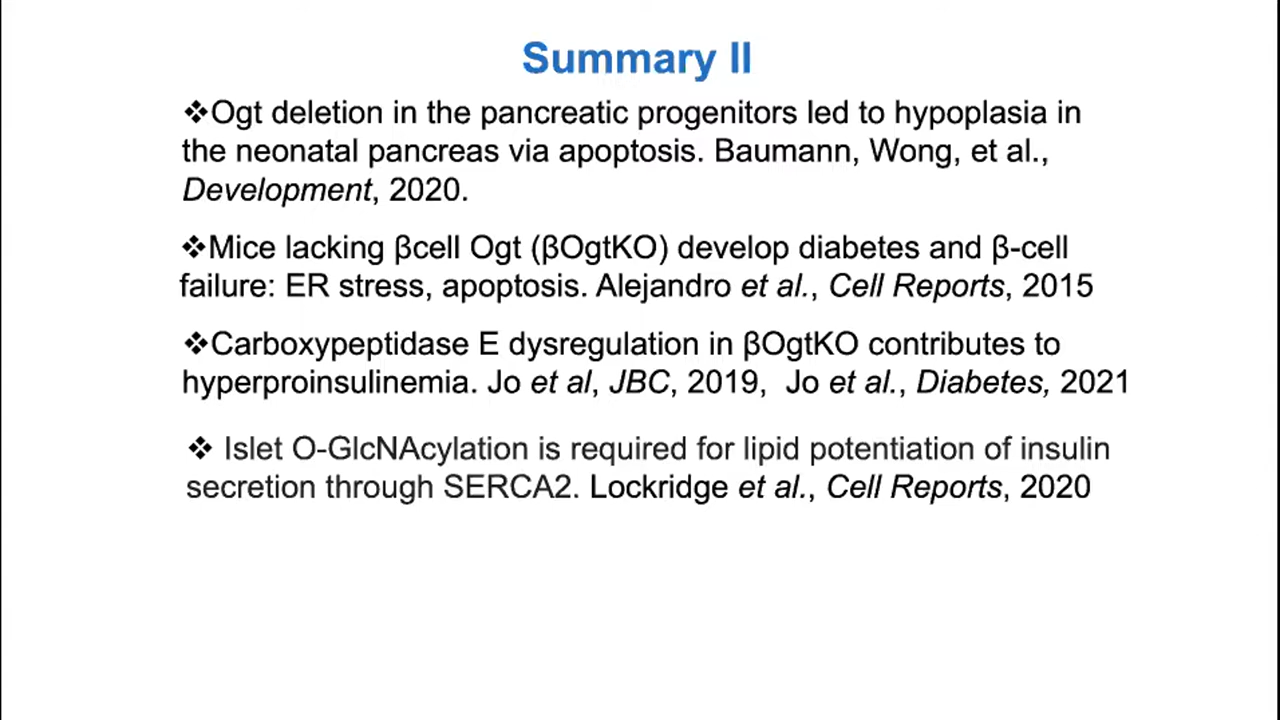 Summary II
❖Ogt deletion in the pancreatic progenitors led to hypoplasia in
the neonatal pancreas via apoptosis. Baumann, Wong, et al.,
Development, 2020.
❖Mice lacking βcell Ogt (βOgtKO) develop diabetes and β-cell
failure: ER stress, apoptosis. Alejandro et al., Cell Reports, 2015
❖Carboxypeptidase E dysregulation in βOgtKO contributes to
hyperproinsulinemia. Jo et al, JBC, 2019,  Jo et al., Diabetes, 2021
❖ Islet O-GlcNAcylation is required for lipid potentiation of insulin
secretion through SERCA2. Lockridge et al., Cell Reports, 2020